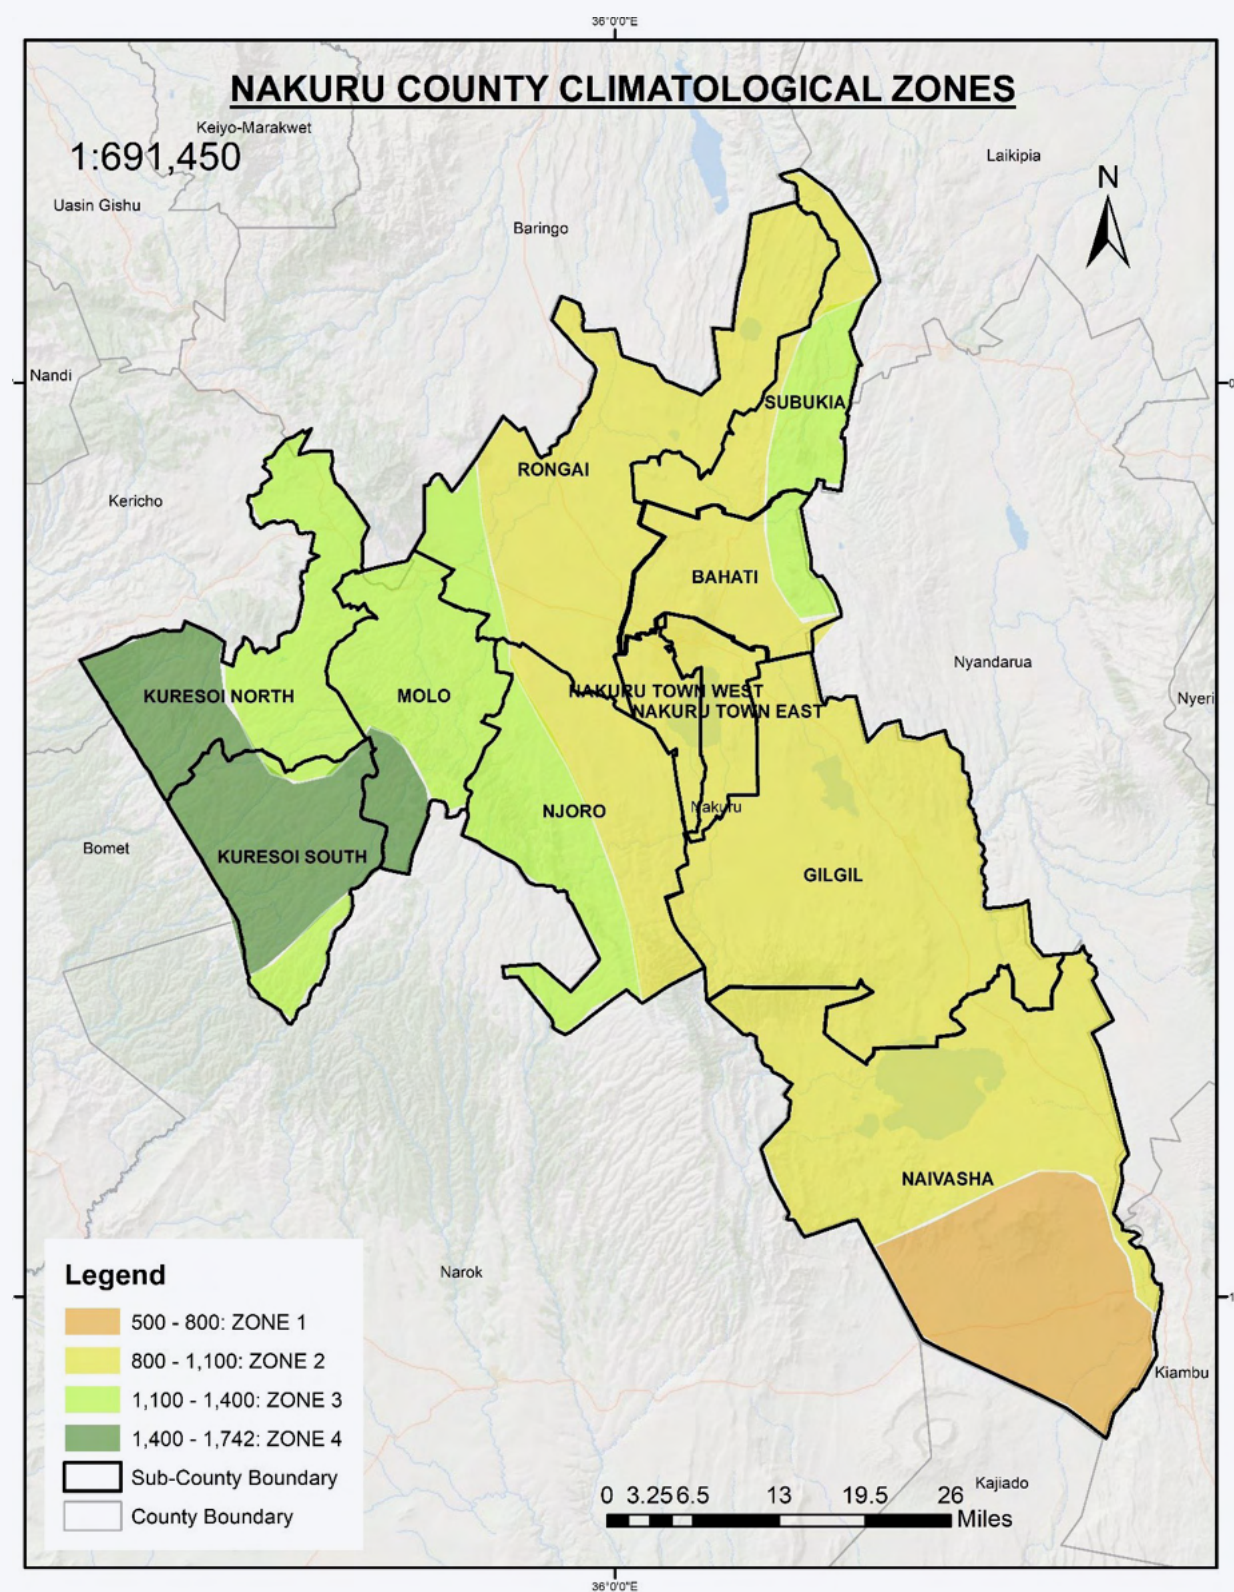 36°0'0"E
NAKURU COUNTY CLIMATOLOGICAL ZONES
Keiyo-Marakwet
1:691,450
Laikipia
N
Uasin Gishu
Baringo
Nandi
0
SUBUKIA
RONGAI
Kericho
BAHATI
Nyandarua
KURESOI NORTH
MOLO
NAKURU TOWN WEST
Nyeri
NAKURU TOWN EAST
Nakuru
NJORO
Bomet
KURESOI SOUTH
GILGIL
NAIVASHA
Narok
Legend
500 - 800: ZONE 1
800 - 1,100: ZONE 2
1,100 - 1,400: ZONE 3
1,400 - 1,742: ZONE 4
Sub-County Boundary
County Boundary
1
Kiambu
Kajiado
0 3.25 6.5 13 19.5 26
Miles
36°0'0"E